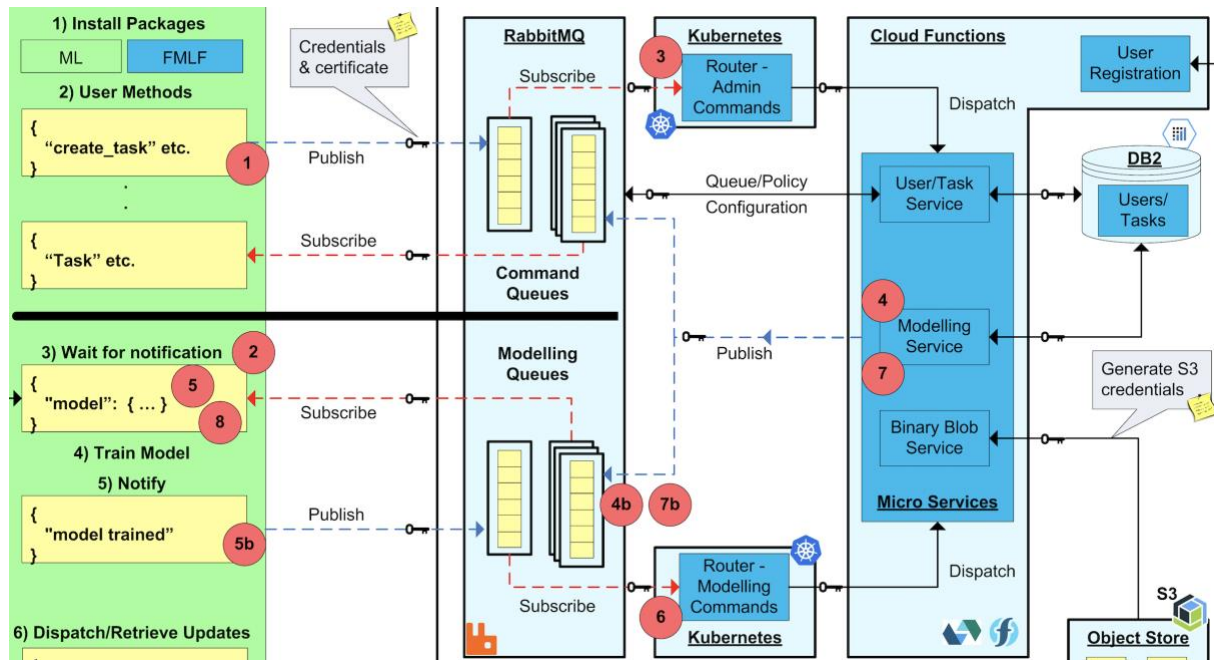 1) Install Packages
ML
FMLF
2) User Methods
{
“create_task” etc.
}
1
.
.
{
“Task” etc.
}
3) Wait for notification
2
{
"model”: { ... }
}
5
8
4) Train Model
5) Notify
{
"model trained”
}
5b
6) Dispatch/Retrieve Updates
Credentials
& certificate
Publish
Subscribe
Subscribe
Publish
RabbitMQ
Subscribe
Command
Queues
Modelling
Queues
4b
7b
Subscribe
Kubernetes
3
Router -
Admin
Commands
Queue/Policy
Configuration
Publish
Router -
Modelling
Commands
6
Kubernetes
Cloud Functions
User
Registration
Dispatch
User/Task
Service
4
Modelling
Service
7
Binary Blob
Service
Micro Services
Dispatch
DB2
Users/
Tasks
Generate S3
credentials
S3
Object Store